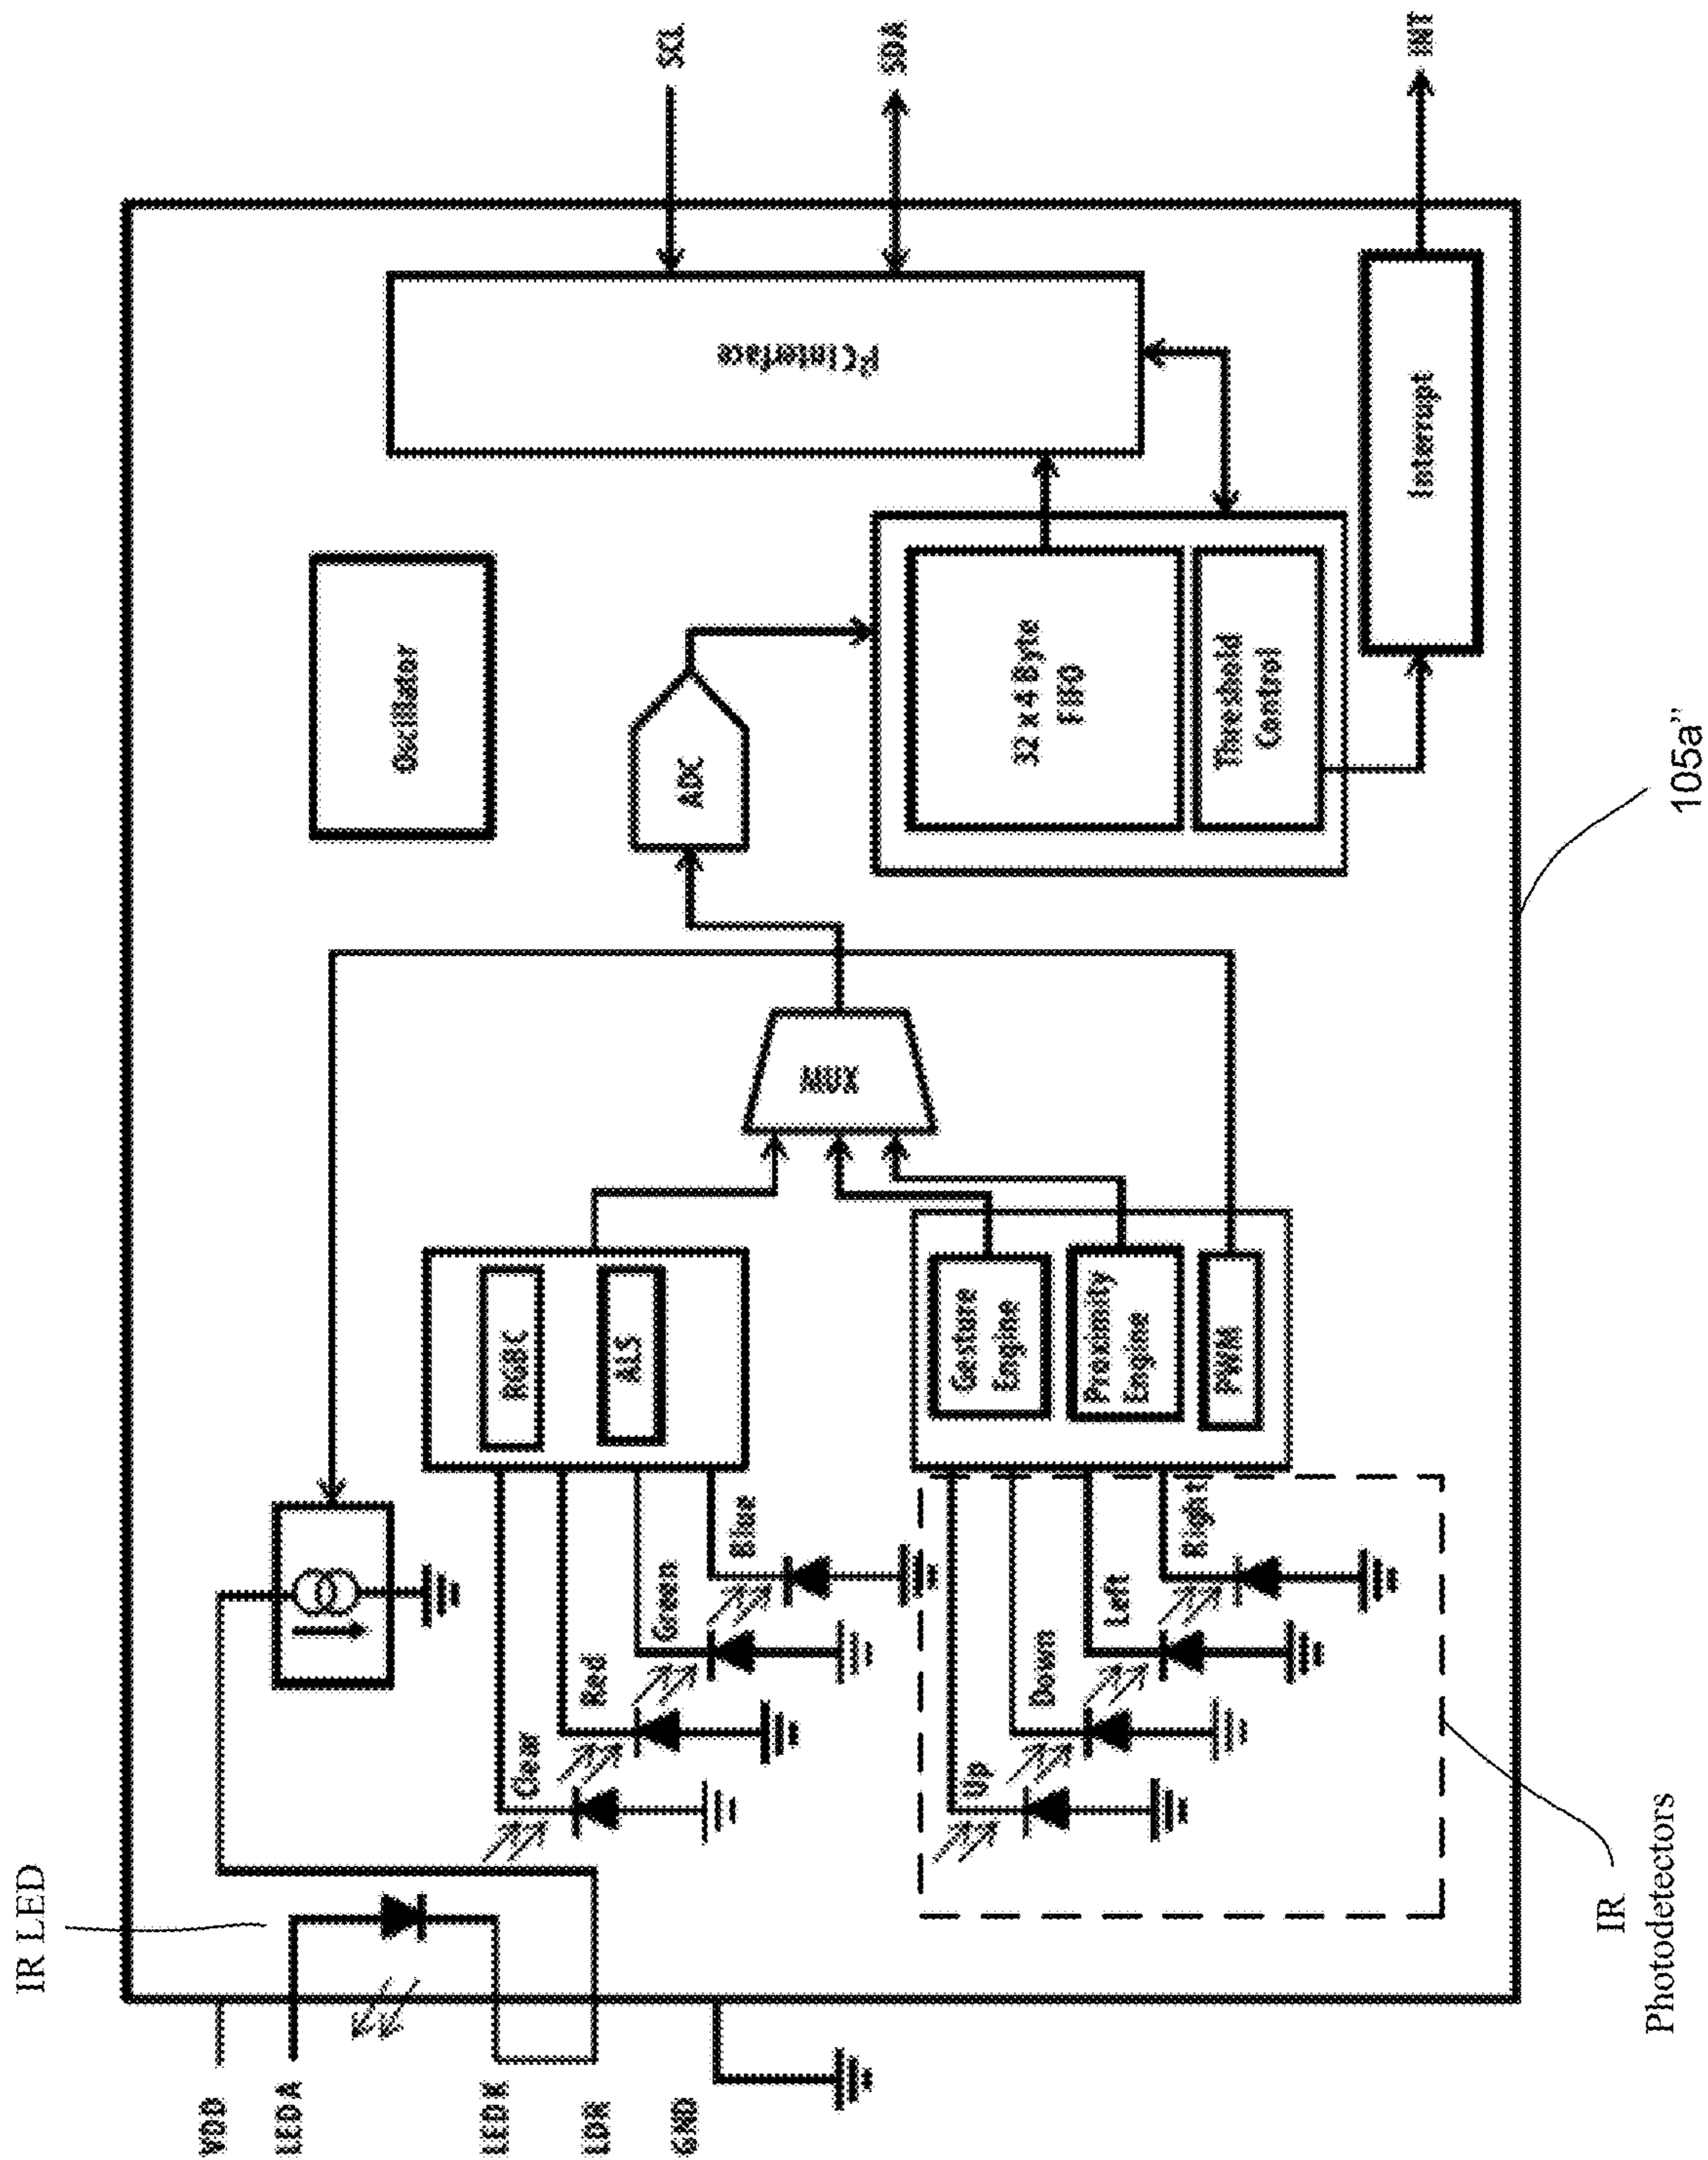 IR LED
VDD
LEDA
LEDK
LDR
GND
Clear
Red
Green
Blue
RGBC
ALS
Up
Down
Left
Right
Gesture
Engine
Proximity
Engine
PWM
MUX
ADC
Oscillator
32 x 4 Byte
FIFO
Threshold
Control
I²C Interface
Interrupt
SCL
SDA
INT
IR
Photodetectors
105a”